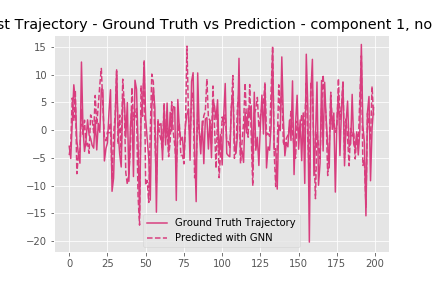 st Trajectory - Ground Truth vs Prediction - component 1, no
15
10
5
0
−5
−10
−15
−20
Ground Truth Trajectory
Predicted with GNN
0 25 50 75 100 125 150 175 200